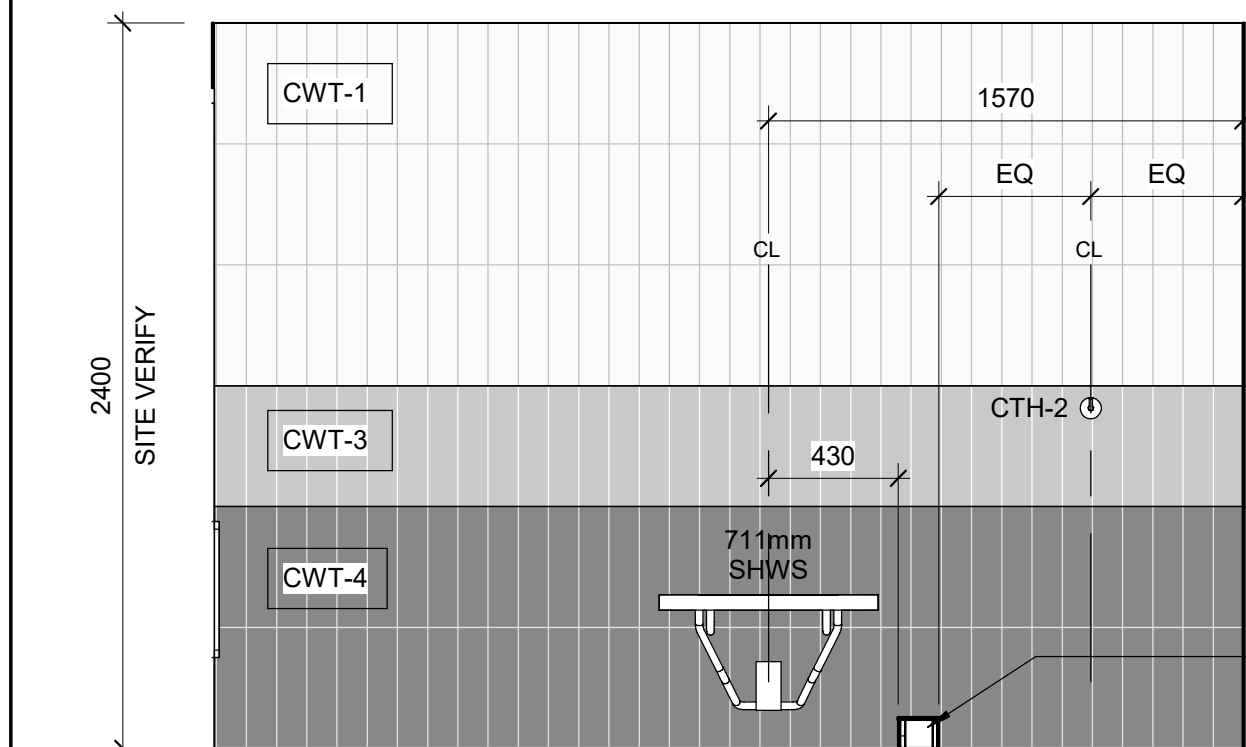 CWT-1
1570
EQ
EQ
CL
CL
2400
SITE VERIFY
CWT-3
CTH-2
430
711mm
SHWS
CWT-4